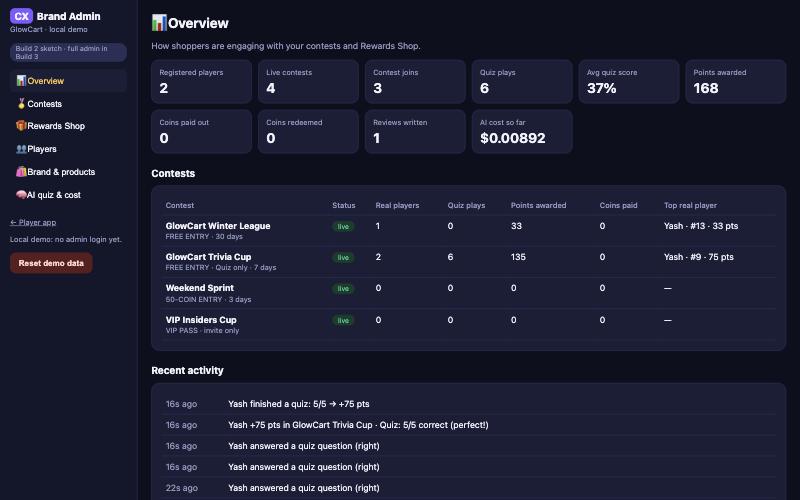 CX Brand Admin
GlowCart · local demo
Build 2 sketch · full admin in
Build 3
Overview
Contests
Rewards Shop
Players
Brand & products
AI quiz & cost
← Player app
Local demo: no admin login yet.
Reset demo data
Overview
How shoppers are engaging with your contests and Rewards Shop.
Registered players
2
Live contests
4
Contest joins
3
Quiz plays
6
Avg quiz score
37%
Points awarded
168
Coins paid out
0
Coins redeemed
0
Reviews written
1
AI cost so far
$0.00892
Contests
Contest Status Real players Quiz plays Points awarded Coins paid Top real player
GlowCart Winter League live 1 0 33 0 Yash · #13 · 33 pts
FREE ENTRY · 30 days
GlowCart Trivia Cup live 2 6 135 0 Yash · #9 · 75 pts
FREE ENTRY · Quiz only · 7 days
Weekend Sprint live 0 0 0 0 —
50-COIN ENTRY · 3 days
VIP Insiders Cup live 0 0 0 0 —
VIP PASS · invite only
Recent activity
16s ago Yash finished a quiz: 5/5 → +75 pts
16s ago Yash +75 pts in GlowCart Trivia Cup · Quiz: 5/5 correct (perfect!)
16s ago Yash answered a quiz question (right)
16s ago Yash answered a quiz question (right)
22s ago Yash answered a quiz question (right)